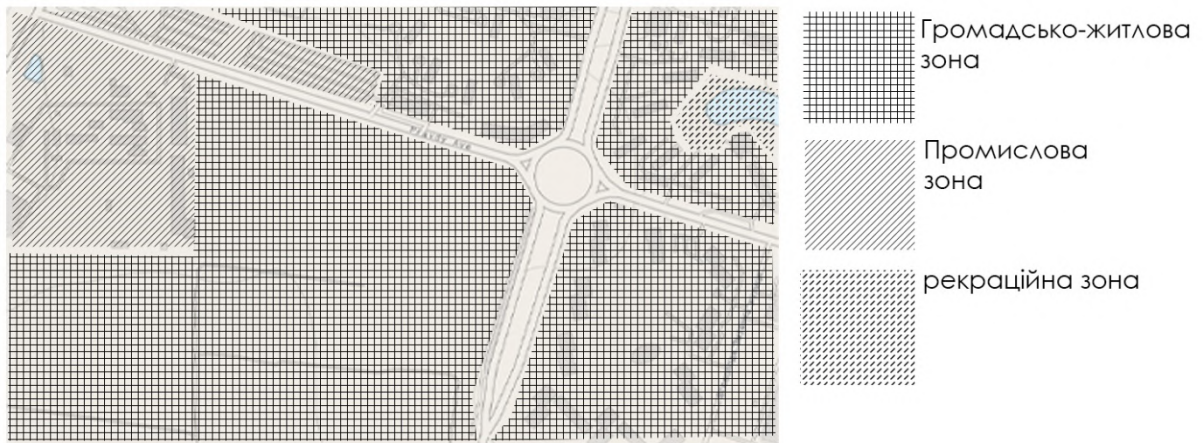 Громадсько-житлова
зона
Промислова
зона
рекраційна зона